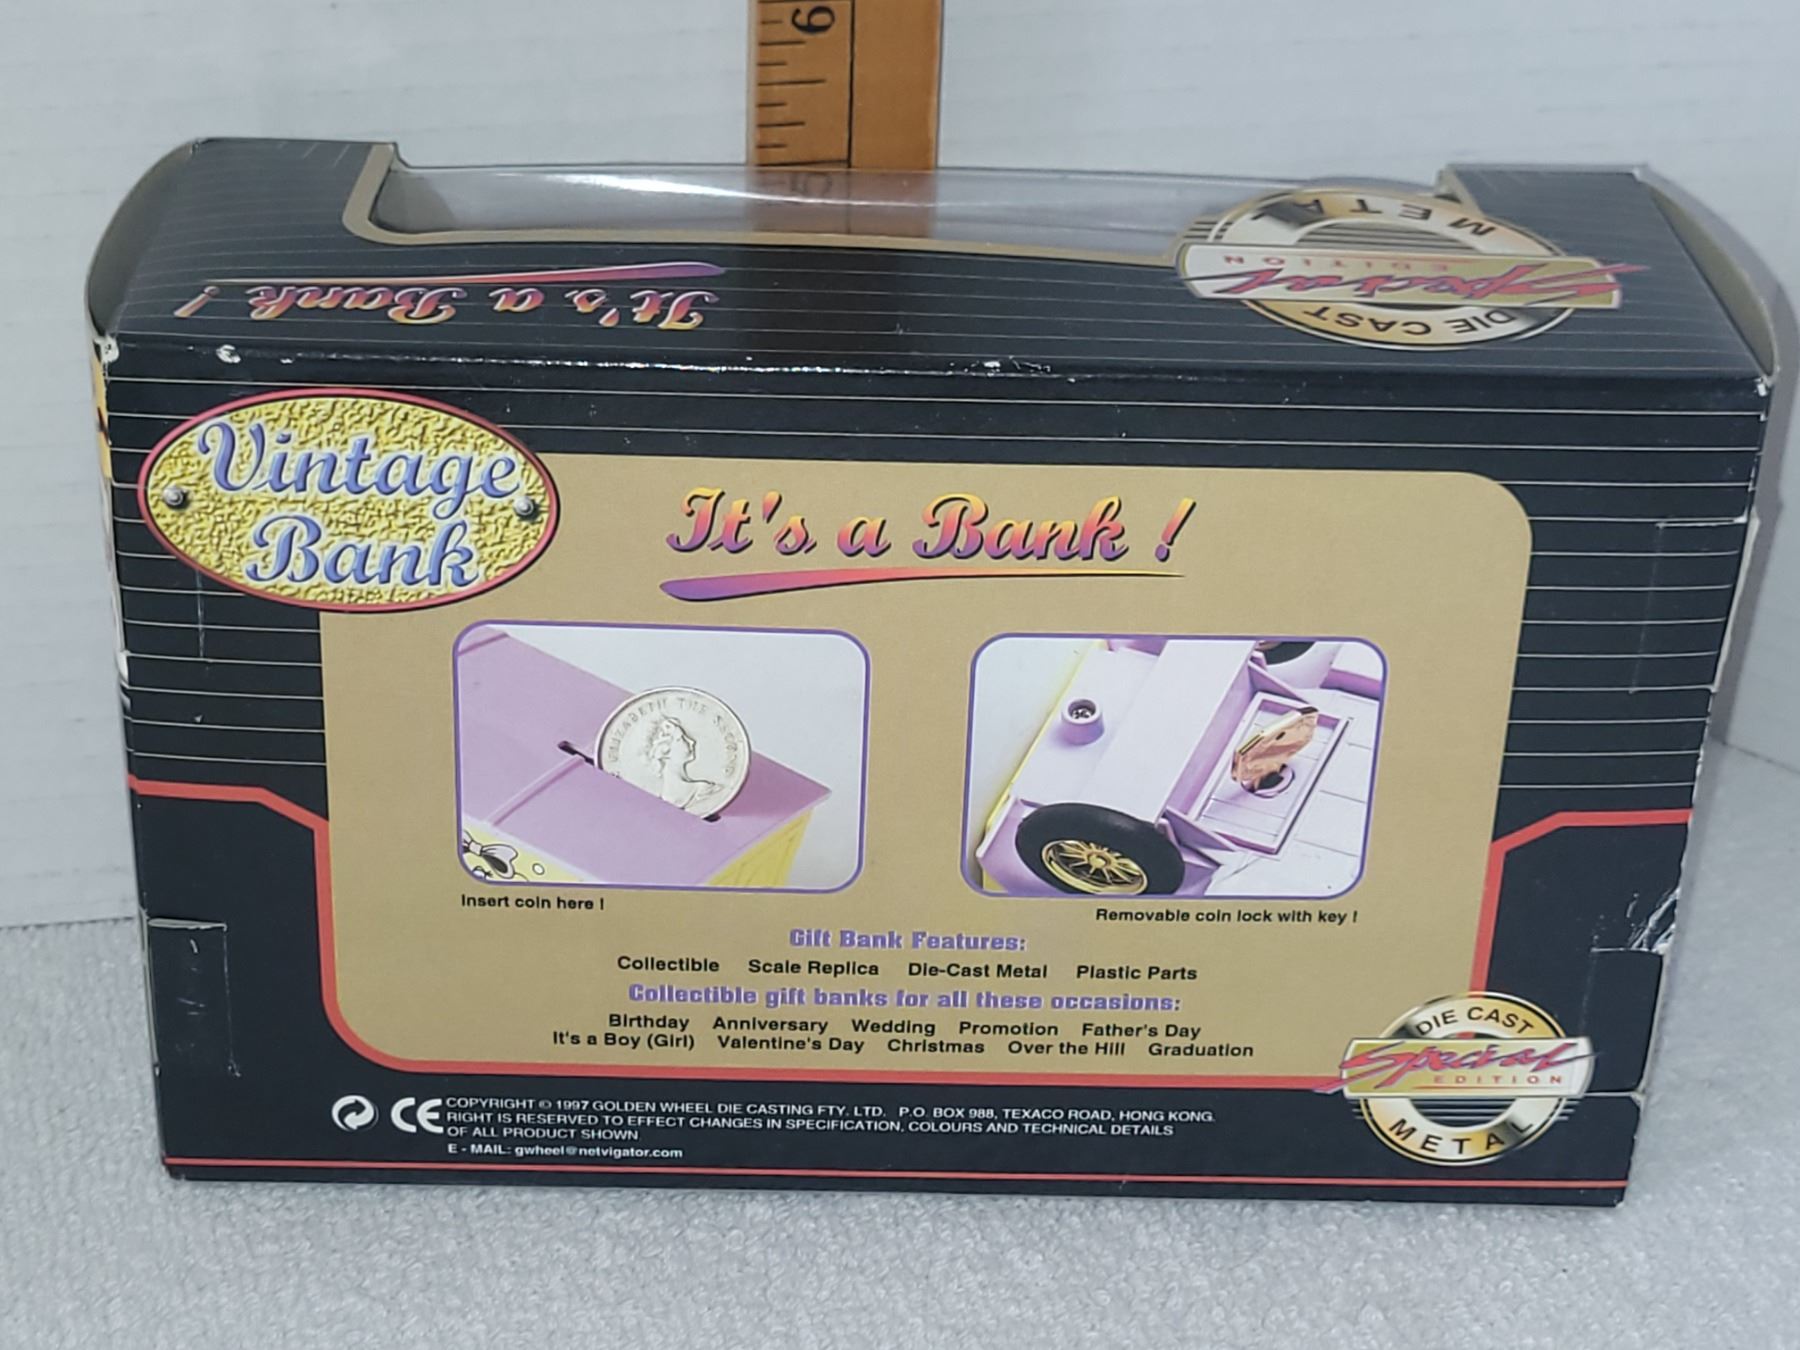 6
5
DIE CAST
METAL
Special
EDITION
It's a Bank !
Vintage
Bank
It's a Bank !
ELIZABETH THE SECOND
Insert coin here !
Removable coin lock with key !
Gift Bank Features:
Collectible Scale Replica Die-Cast Metal Plastic Parts
Collectible gift banks for all these occasions:
Birthday Anniversary Wedding Promotion Father's Day
It's a Boy (Girl) Valentine's Day Christmas Over the Hill Graduation
DIE CAST
Special
EDITION
METAL
CE
COPYRIGHT © 1997 GOLDEN WHEEL DIE CASTING FTY. LTD. P.O. BOX 988, TEXACO ROAD, HONG KONG.
RIGHT IS RESERVED TO EFFECT CHANGES IN SPECIFICATION, COLOURS AND TECHNICAL DETAILS
OF ALL PRODUCT SHOWN.
E - MAIL: gwheel@netvigator.com